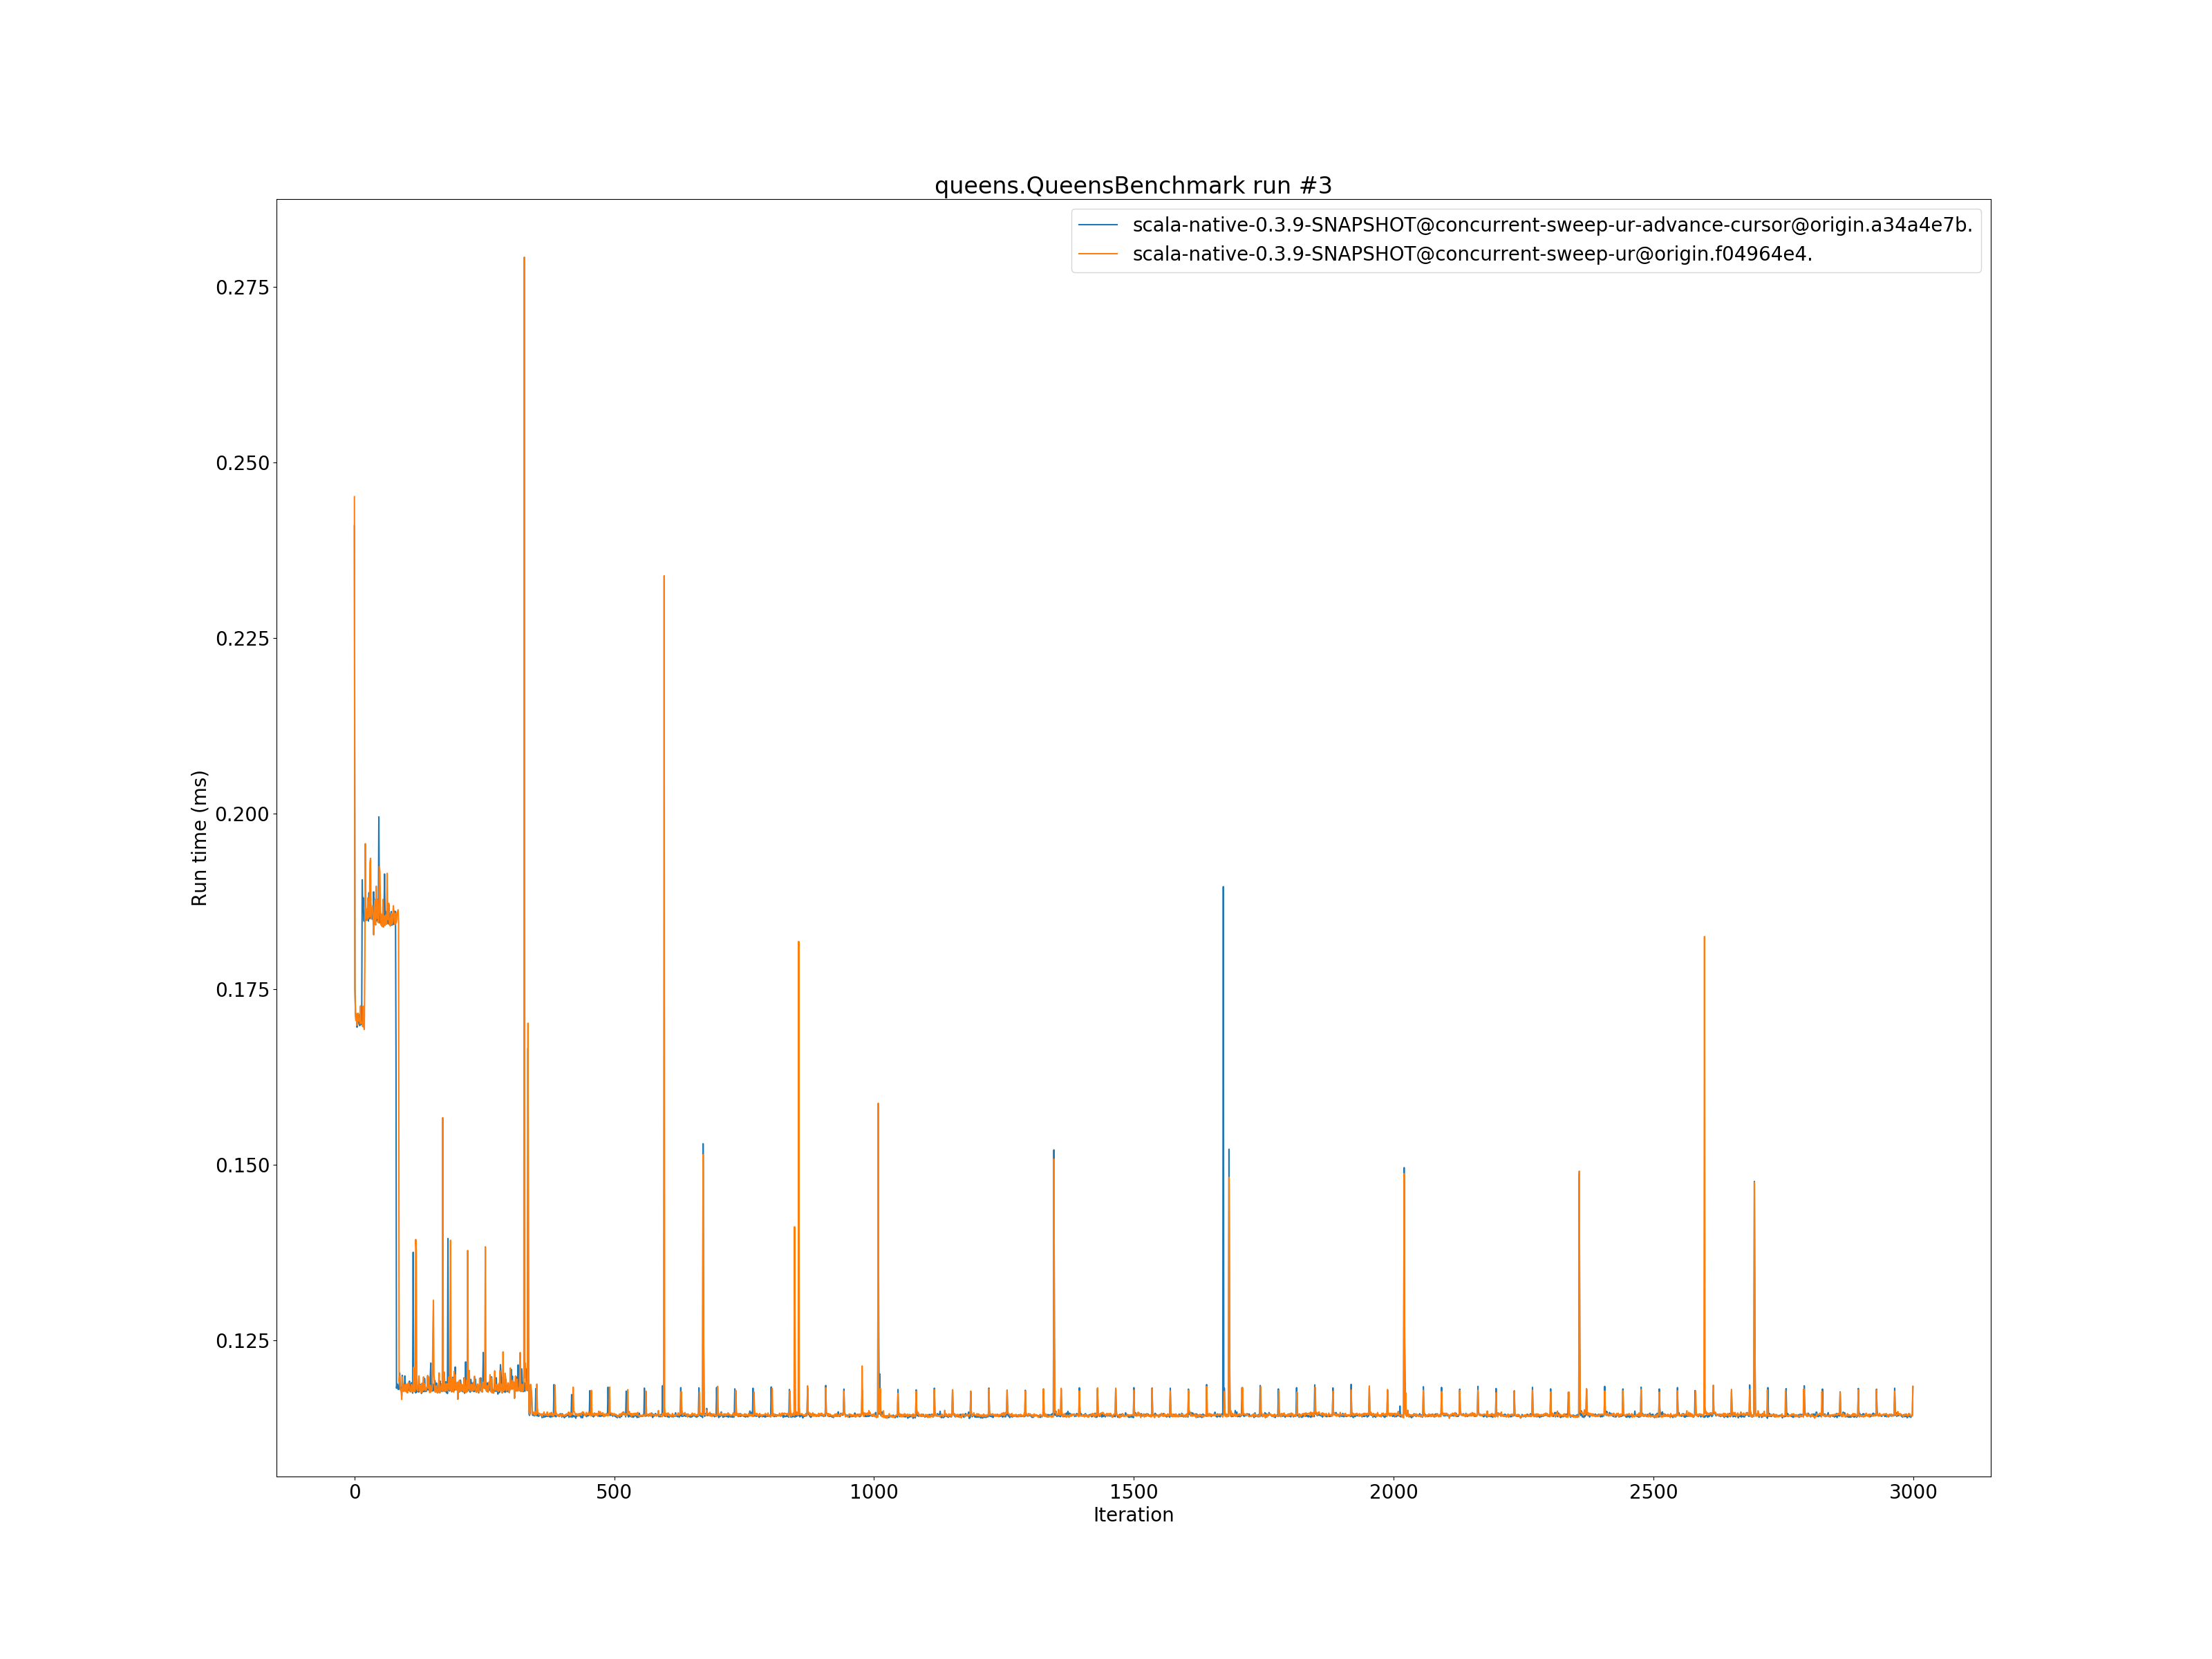 queens.QueensBenchmark run #3
scala-native-0.3.9-SNAPSHOT@concurrent-sweep-ur-advance-cursor@origin.a34a4e7b.
scala-native-0.3.9-SNAPSHOT@concurrent-sweep-ur@origin.f04964e4.
0.275
0.250
0.225
0.200
0.175
0.150
0.125
Run time (ms)
0
500
1000
1500
2000
2500
3000
Iteration